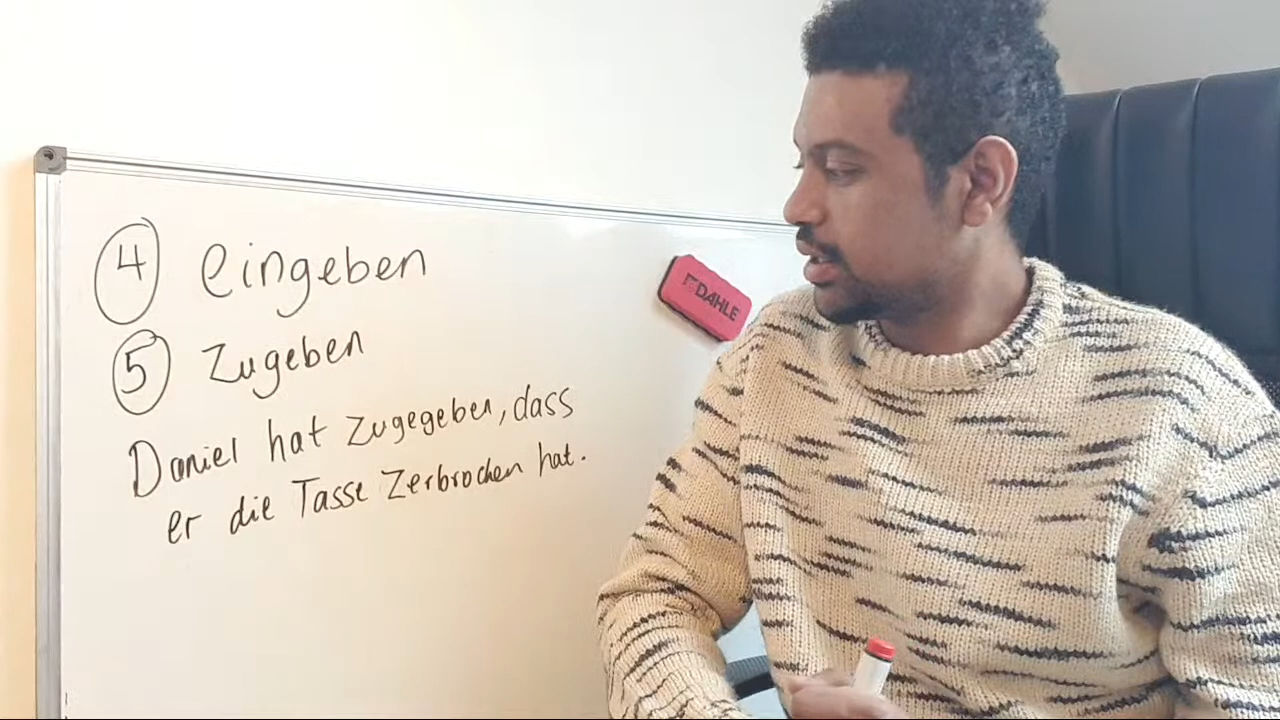 4 eingeben
5 Zugeben
Daniel hat zugegeben, dass
er die Tasse Zerbrochen hat.
DAHLE